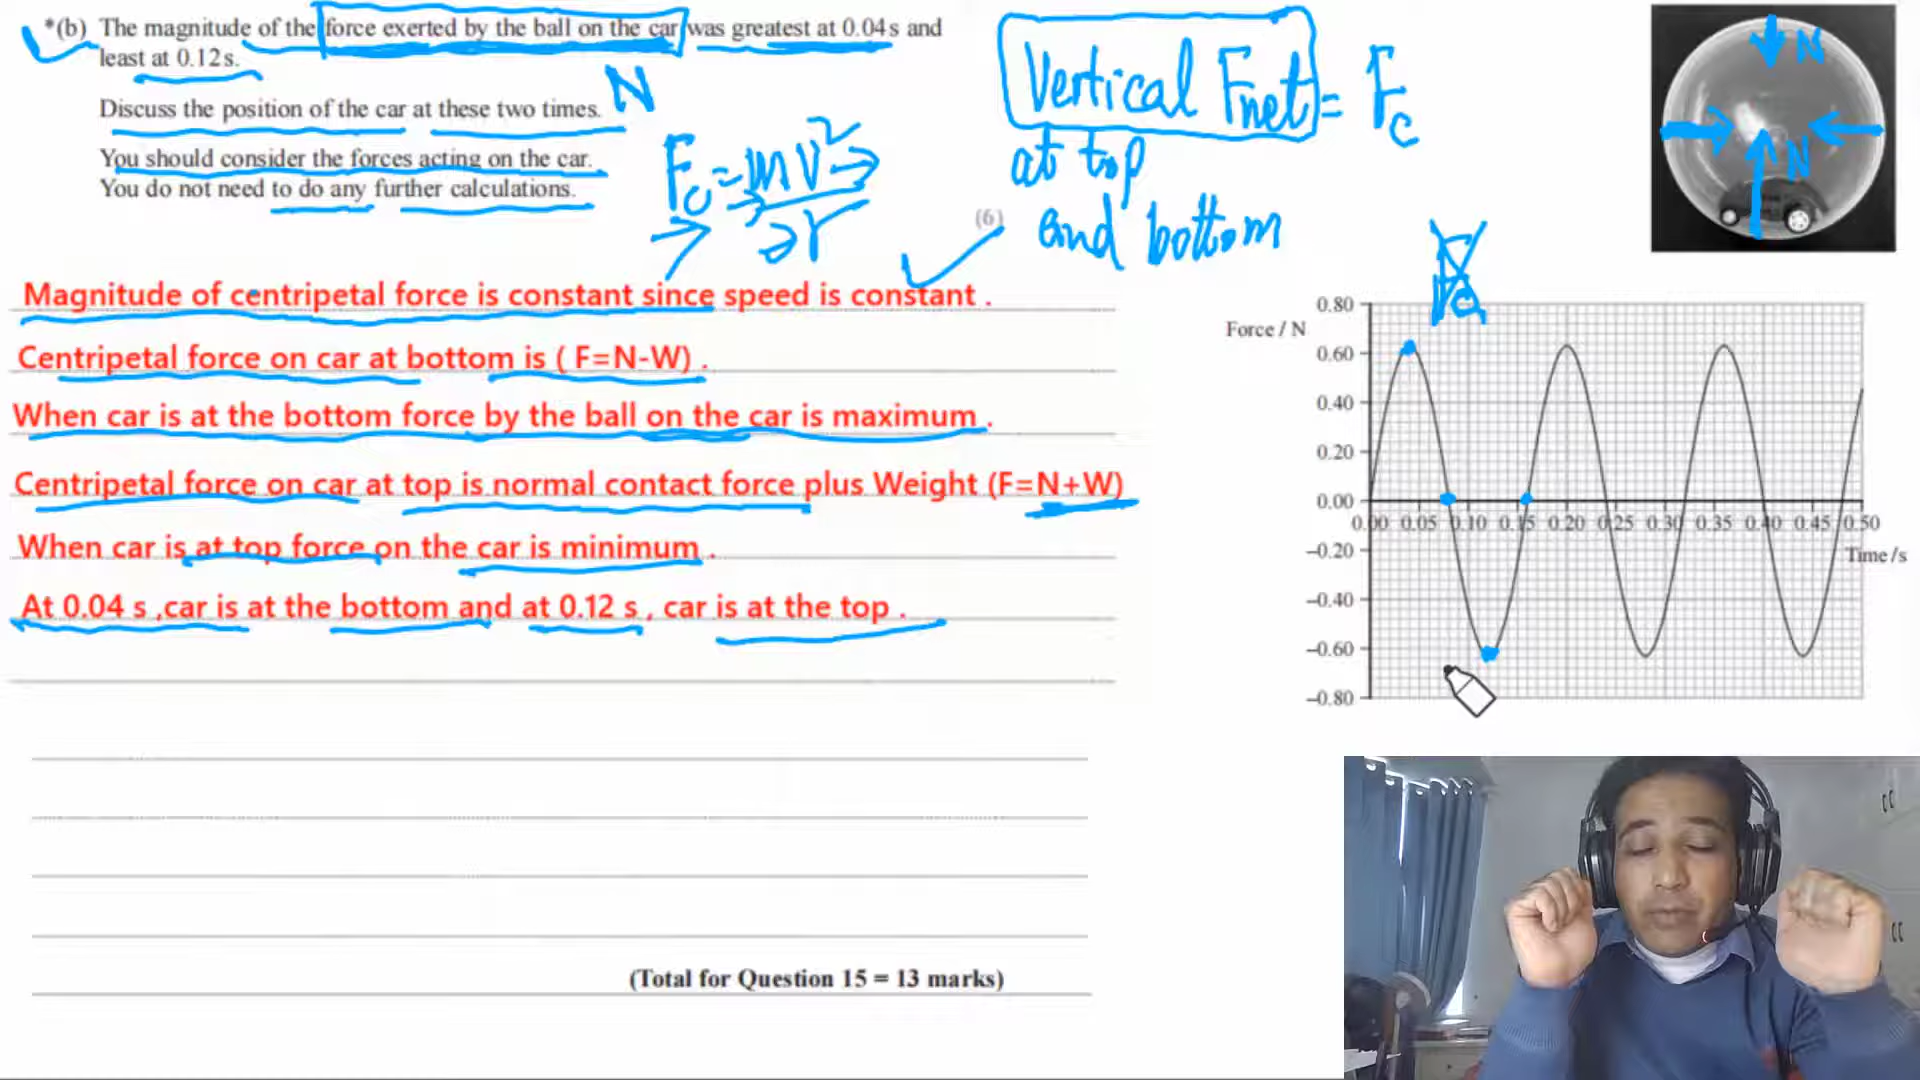 *(b) The magnitude of the force exerted by the ball on the car was greatest at 0.04 s and
least at 0.12 s.
N
Discuss the position of the car at these two times.
You should consider the forces acting on the car.
You do not need to do any further calculations.
(6)
Fc = mv²
r
Vertical Fnet = Fc
at top
and bottom
N
N
Magnitude of centripetal force is constant since speed is constant .
Centripetal force on car at bottom is ( F=N-W) .
When car is at the bottom force by the ball on the car is maximum .
Centripetal force on car at top is normal contact force plus Weight (F=N+W)
When car is at top force on the car is minimum .
At 0.04 s ,car is at the bottom and at 0.12 s , car is at the top .
(Total for Question 15 = 13 marks)
Force / N
0.80
0.60
0.40
0.20
0.00
−0.20
−0.40
−0.60
−0.80
0.00 0.05 0.10 0.15 0.20 0.25 0.30 0.35 0.40 0.45 0.50
Time /s